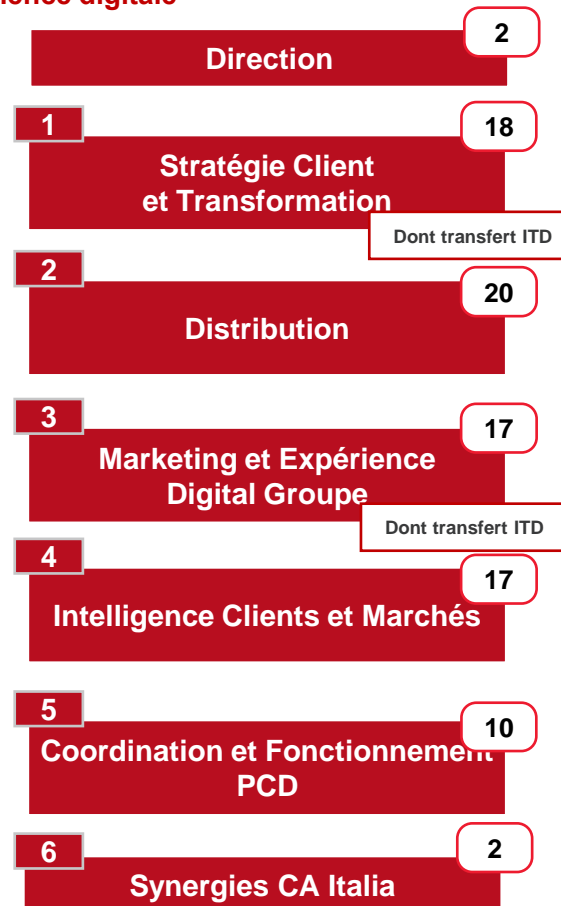 digitale
2
Direction
1
18
Stratégie Client
et Transformation
Dont transfert ITD
2
20
Distribution
3
17
Marketing et Expérience
Digital Groupe
Dont transfert ITD
4
17
Intelligence Clients et Marchés
5
10
Coordination et Fonctionnement
PCD
6
2
Synergies CA Italia